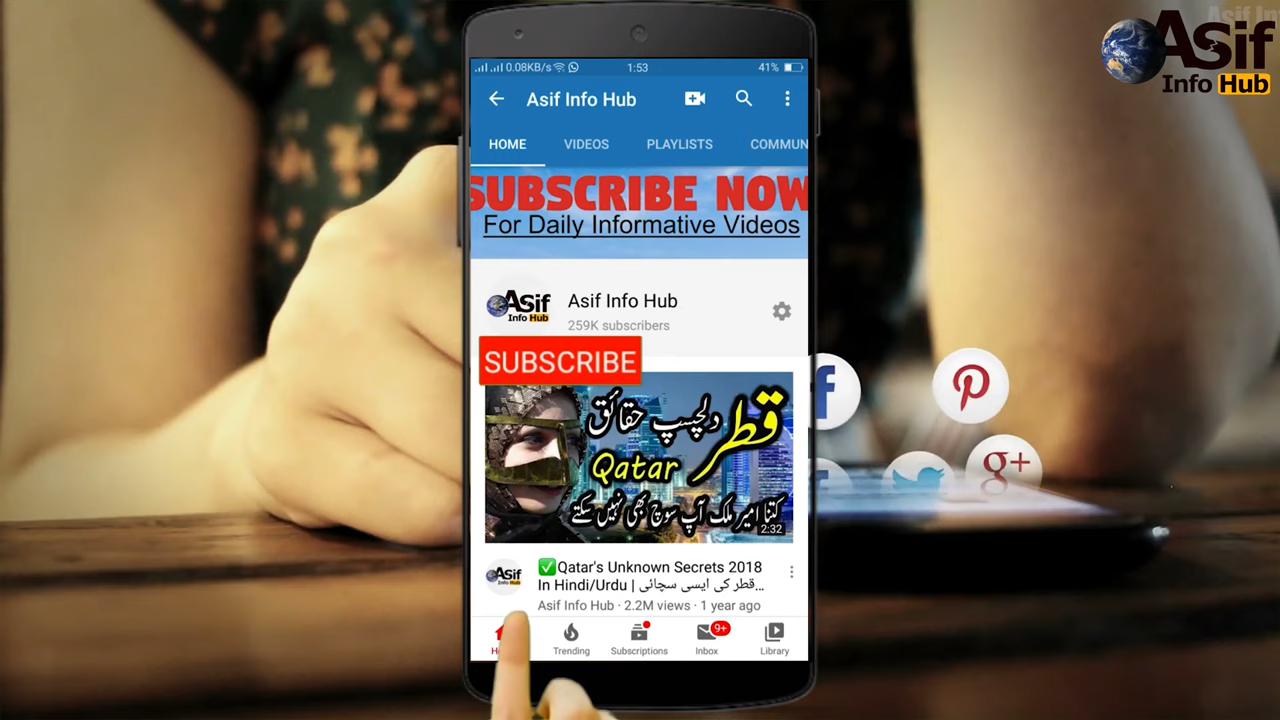 Asif
Info Hub
0.08KB/s
1:53
41%
Asif Info Hub
HOME
VIDEOS
PLAYLISTS
COMMUN
SUBSCRIBE NOW
For Daily Informative Videos
Asif
Info Hub
Asif Info Hub
259K subscribers
SUBSCRIBE
قطر دلچسپ حقائق
Qatar
کتنا امیر ملک آپ سوچ بھی نہیں سکتے
2:32
Asif
Info Hub
✅Qatar's Unknown Secrets 2018
In Hindi/Urdu | قطر کی ایسی سچائی...
Asif Info Hub · 2.2M views · 1 year ago
9+
Trending
Subscriptions
Inbox
Library
f
g+